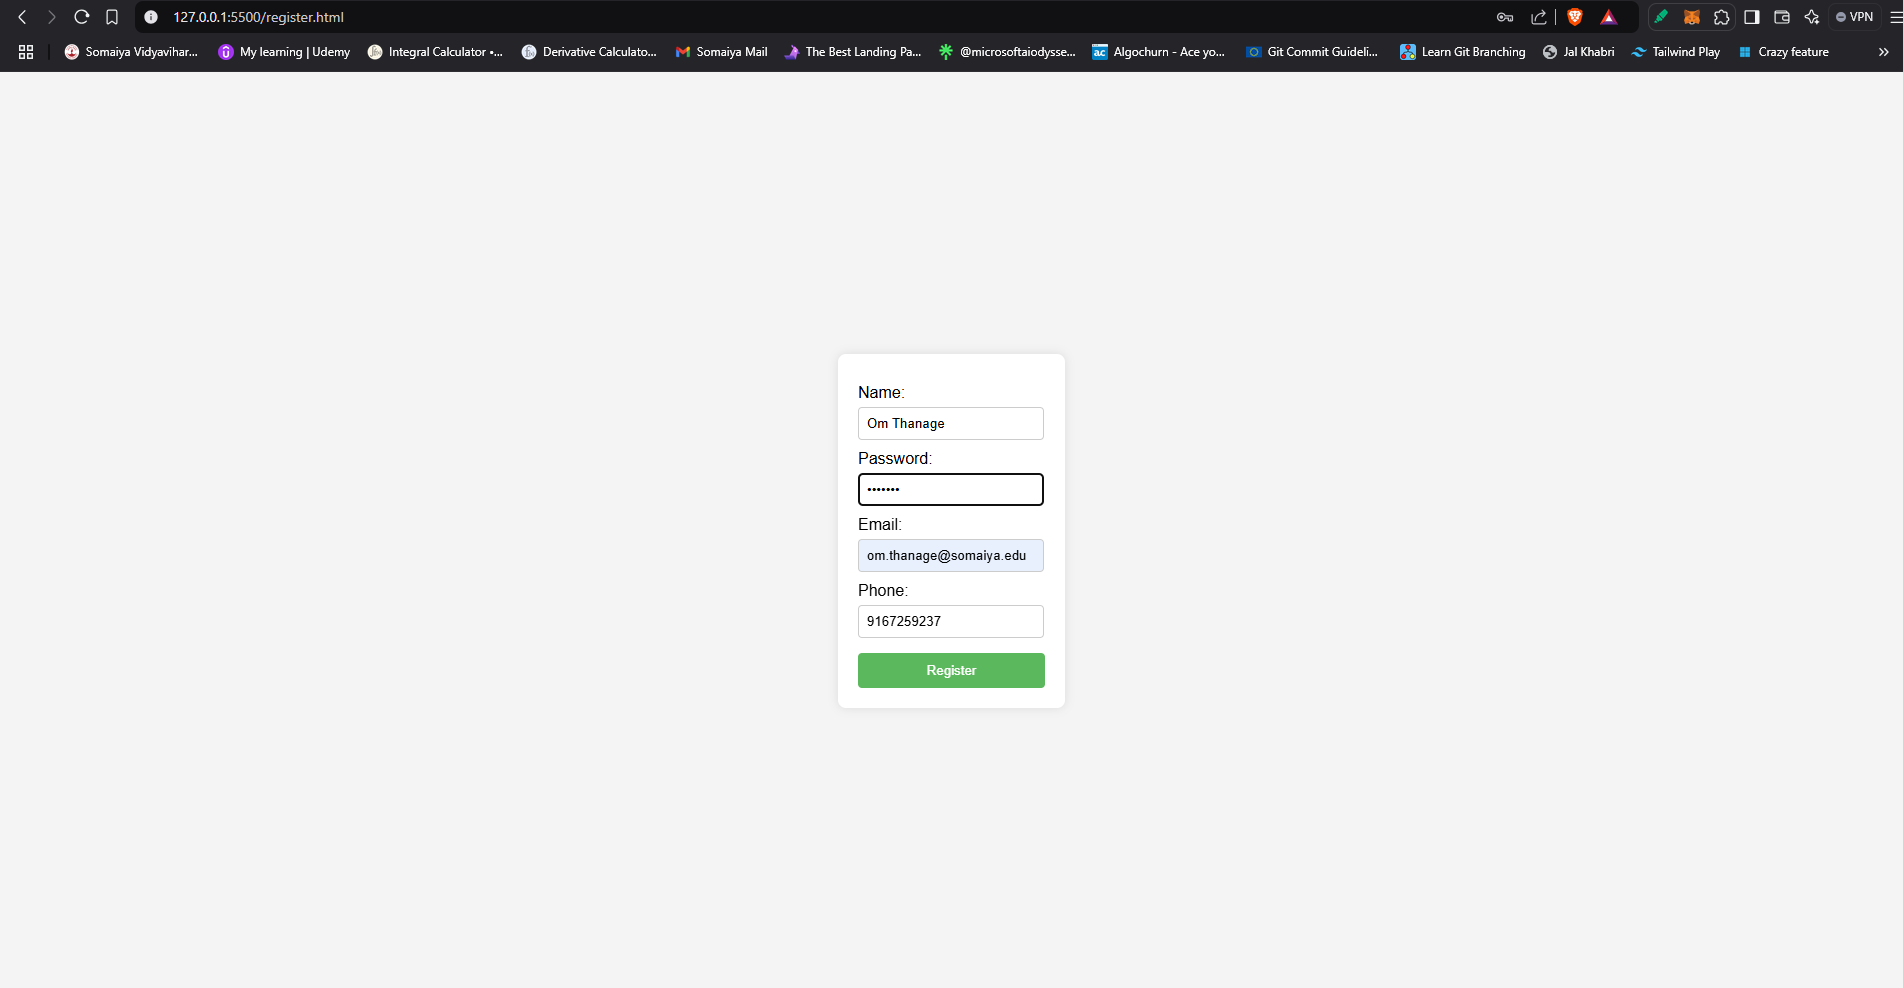 127.0.0.1:5500/register.html
VPN
Somaiya Vidyavihar...
My learning | Udemy
Integral Calculator •...
Derivative Calculato...
Somaiya Mail
The Best Landing Pa...
@microsoftaiodysse...
ac
Algochurn - Ace yo...
Git Commit Guideli...
Learn Git Branching
Jal Khabri
Tailwind Play
Crazy feature
Name:
Om Thanage
Password:
•••••••
Email:
om.thanage@somaiya.edu
Phone:
9167259237
Register